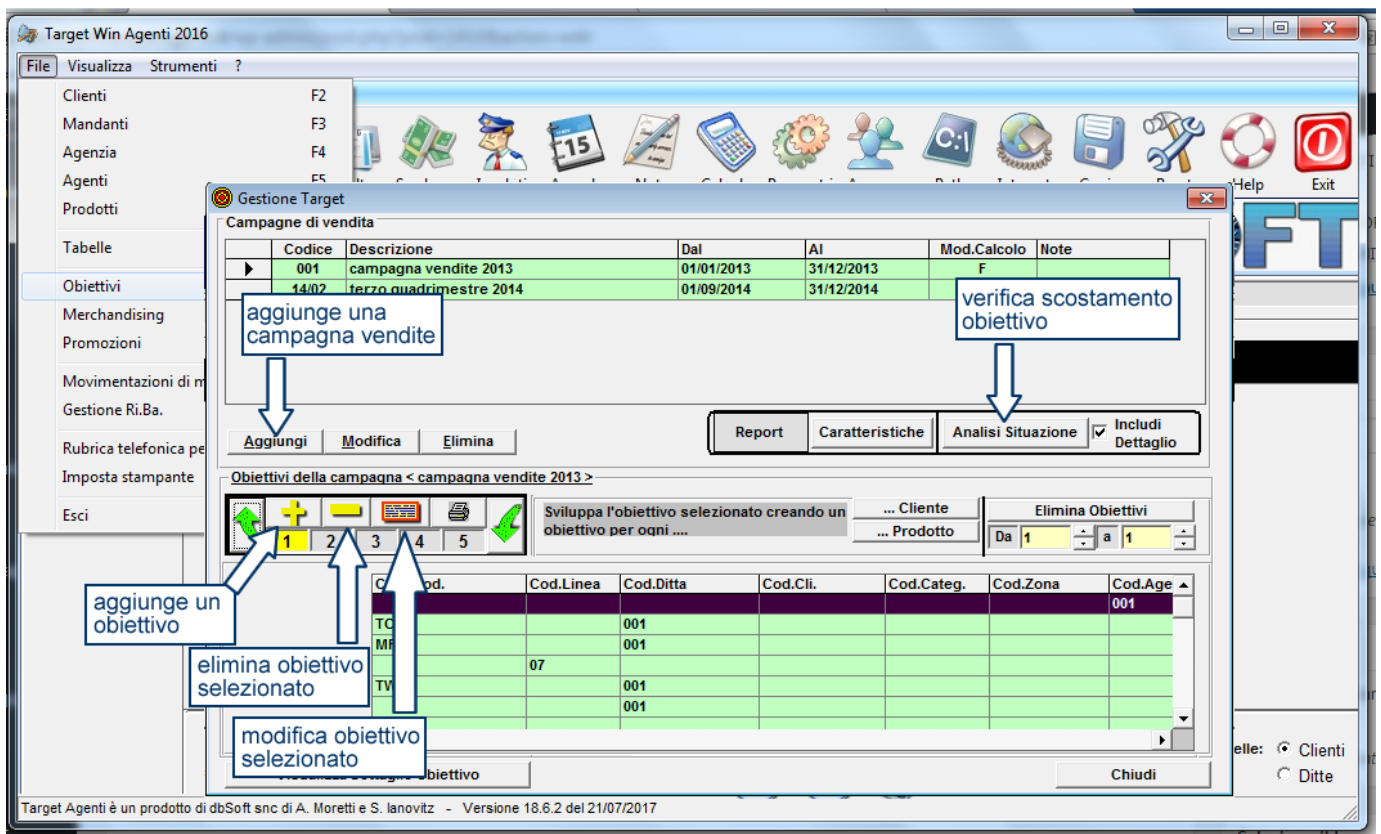 Target Win Agenti 2016
File Visualizza Strumenti ?
Clienti F2
Mandanti F3
Agenzia F4
Agenti F5
Prodotti
Tabelle
Obiettivi
Merchandising
Promozioni
Movimentazioni di m
Gestione Ri.Ba.
Rubrica telefonica pe
Imposta stampante
Esci
E15
C:\
Help Exit
FT
Gestione Target
Campagne di vendita
Codice Descrizione Dal Al Mod.Calcolo Note
001 campagna vendite 2013 01/01/2013 31/12/2013 F
14/02 terzo quadrimestre 2014 01/09/2014 31/12/2014
aggiunge una
campagna vendite
verifica scostamento
obiettivo
Aggiungi Modifica Elimina
Report Caratteristiche Analisi Situazione Includi
Dettaglio
Obiettivi della campagna < campagna vendite 2013 >
1 2 3 4 5
Sviluppa l'obiettivo selezionato creando un
obiettivo per ogni ....
... Cliente
... Prodotto
Elimina Obiettivi
Da 1 a 1
Cod.Linea Cod.Ditta Cod.Cli. Cod.Categ. Cod.Zona Cod.Age
001
001
001
07
001
001
aggiunge un
obiettivo
elimina obiettivo
selezionato
modifica obiettivo
selezionato
Chiudi
elle: Clienti
Ditte
Target Agenti è un prodotto di dbSoft snc di A. Moretti e S. Ianovitz - Versione 18.6.2 del 21/07/2017